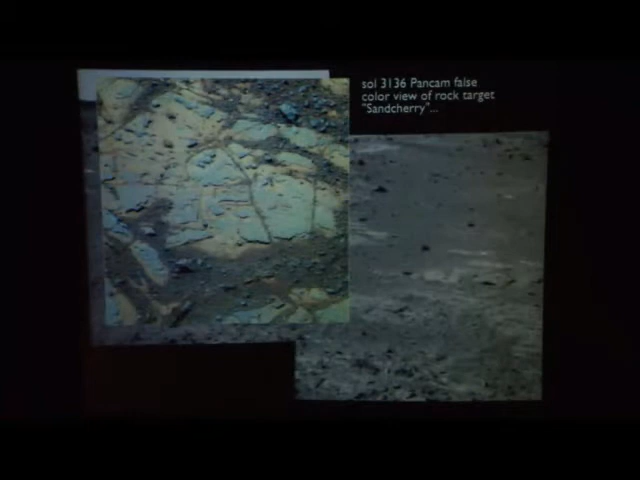 sol 3136 Pancam false
color view of rock target
"Sandcherry"...